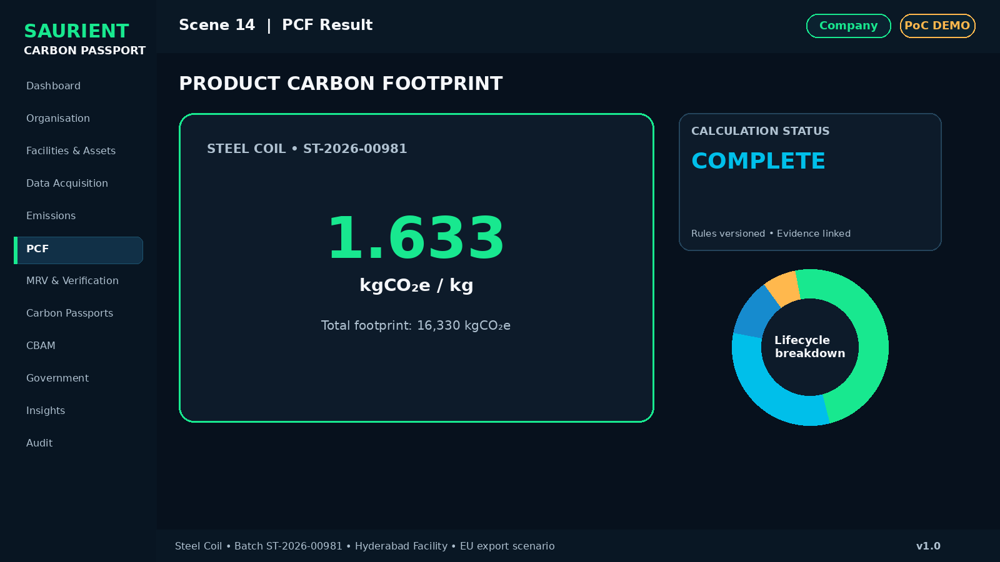 SAURIENT
CARBON PASSPORT
Dashboard
Organisation
Facilities & Assets
Data Acquisition
Emissions
PCF
MRV & Verification
Carbon Passports
CBAM
Government
Insights
Audit
Scene 14 | PCF Result
Company
PoC DEMO
PRODUCT CARBON FOOTPRINT
STEEL COIL • ST-2026-00981
1.633
kgCO₂e / kg
Total footprint: 16,330 kgCO₂e
CALCULATION STATUS
COMPLETE
Rules versioned • Evidence linked
Lifecycle
breakdown
Steel Coil • Batch ST-2026-00981 • Hyderabad Facility • EU export scenario
v1.0